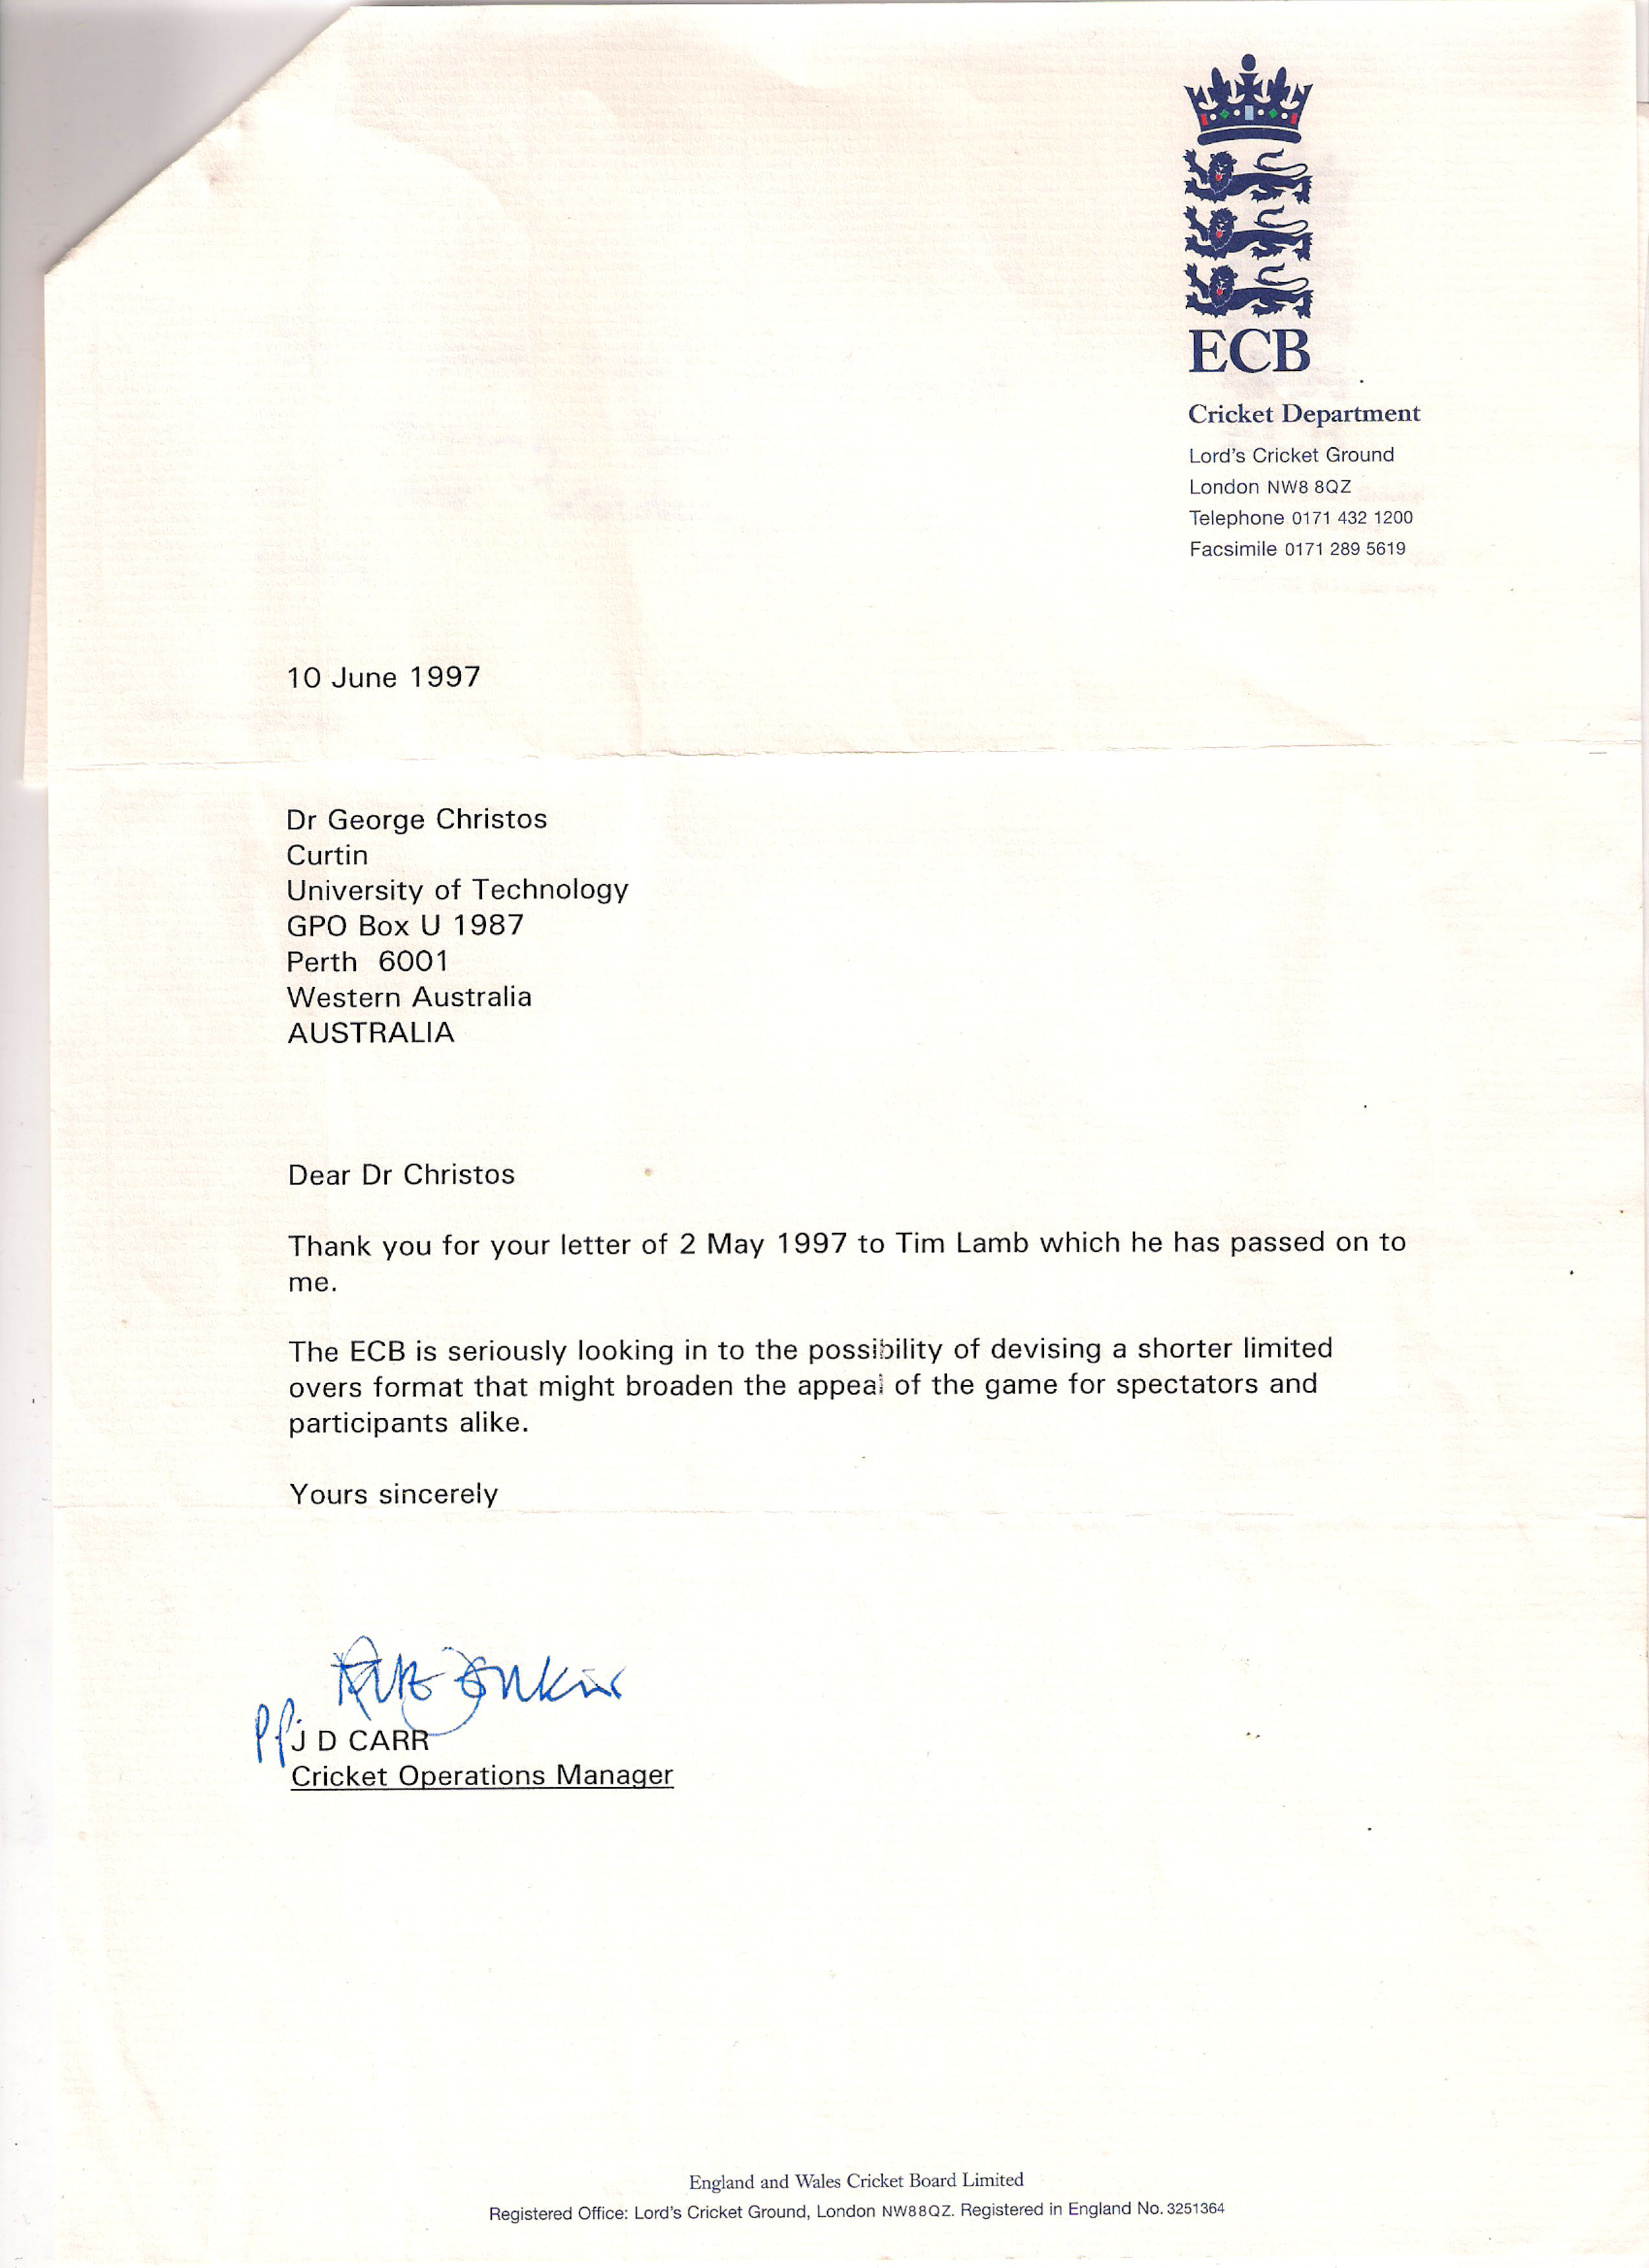 ECB
Cricket Department
Lord's Cricket Ground
London NW8 8QZ
Telephone 0171 432 1200
Facsimile 0171 289 5619
10 June 1997
Dr George Christos
Curtin
University of Technology
GPO Box U 1987
Perth 6001
Western Australia
AUSTRALIA
Dear Dr Christos
Thank you for your letter of 2 May 1997 to Tim Lamb which he has passed on to
me.
The ECB is seriously looking in to the possibility of devising a shorter limited
overs format that might broaden the appeal of the game for spectators and
participants alike.
Yours sincerely
pp J D CARR
Cricket Operations Manager
England and Wales Cricket Board Limited
Registered Office: Lord's Cricket Ground, London NW88QZ. Registered in England No. 3251364